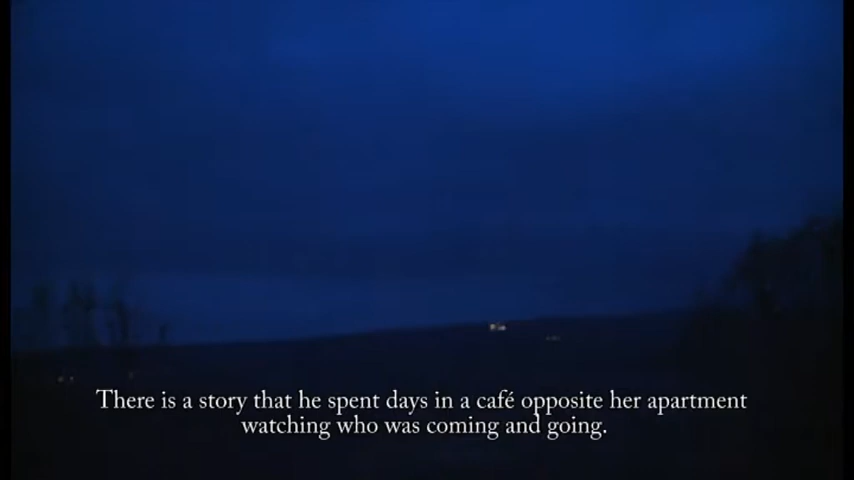 There is a story that he spent days in a café opposite her apartment
watching who was coming and going.